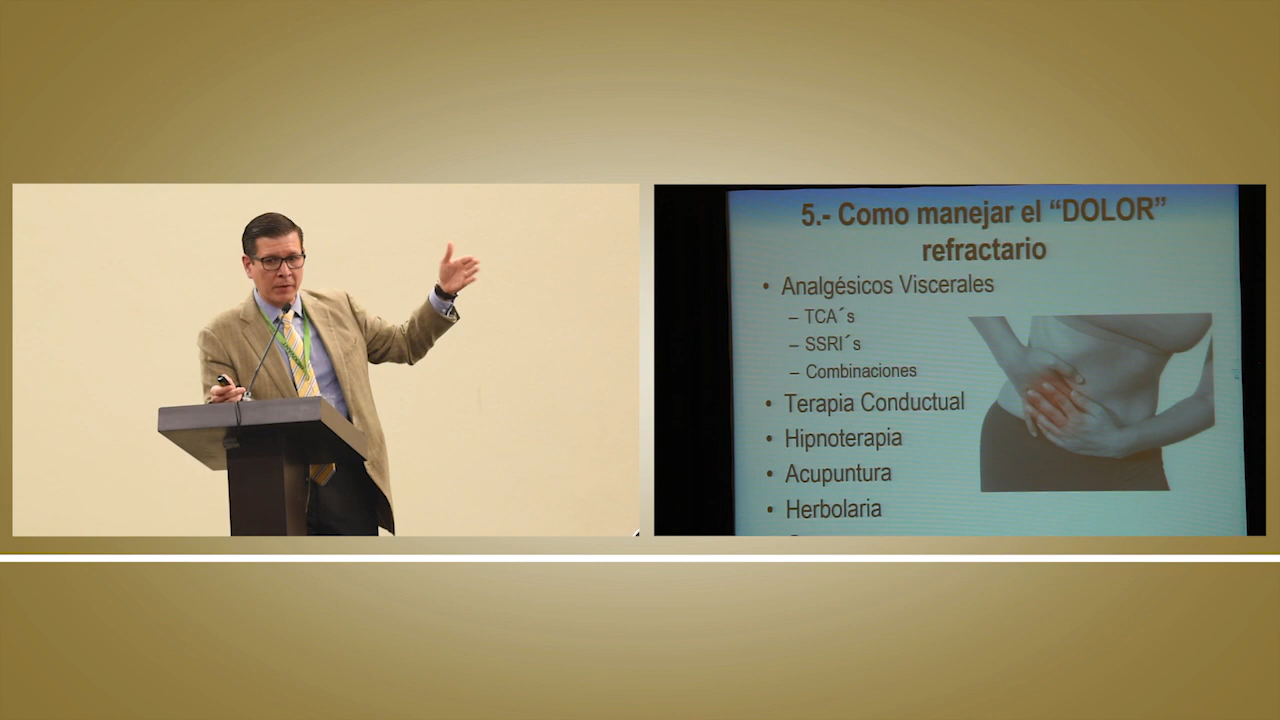 5.- Como manejar el “DOLOR”
refractario
• Analgésicos Viscerales
– TCA´s
– SSRI´s
– Combinaciones
• Terapia Conductual
• Hipnoterapia
• Acupuntura
• Herbolaria